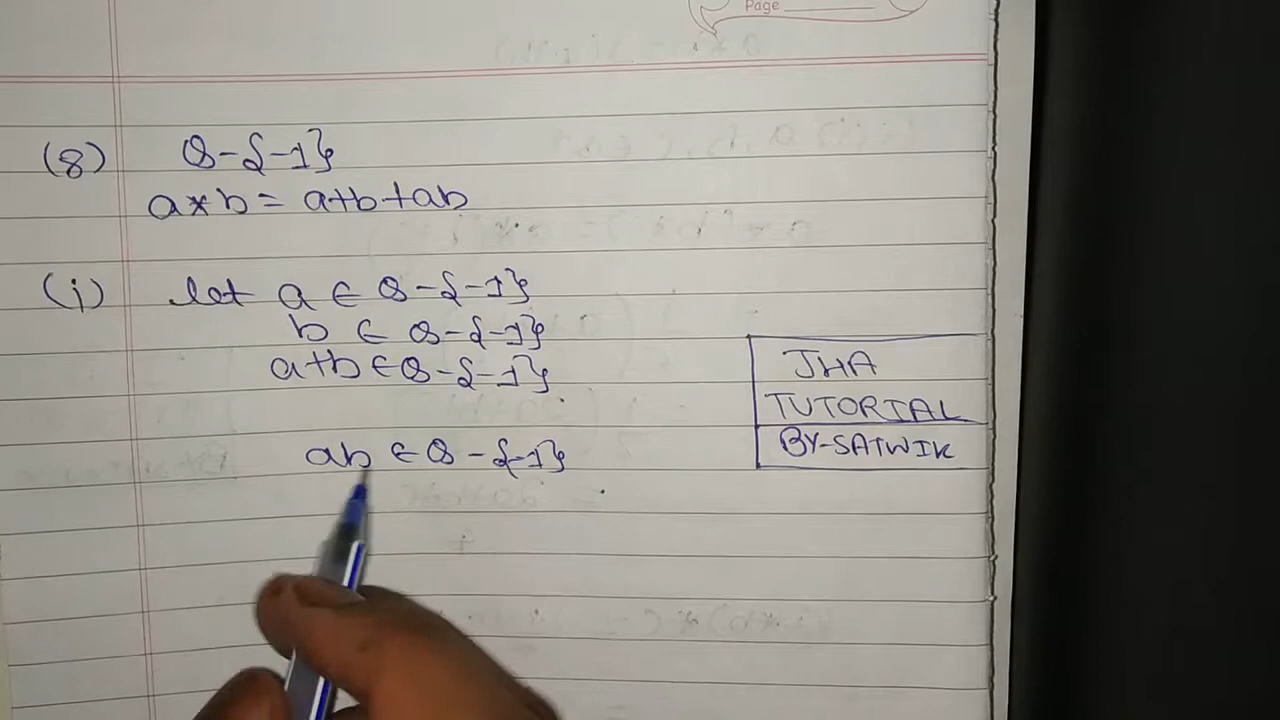 Page
(8) Q-{-1}
a*b = a+b+ab
(i) let a ∈ Q-{-1}
b ∈ Q-{-1}
a+b ∈ Q-{-1}
ab ∈ Q-{-1}
JHA
TUTORIAL
BY-SATWIK